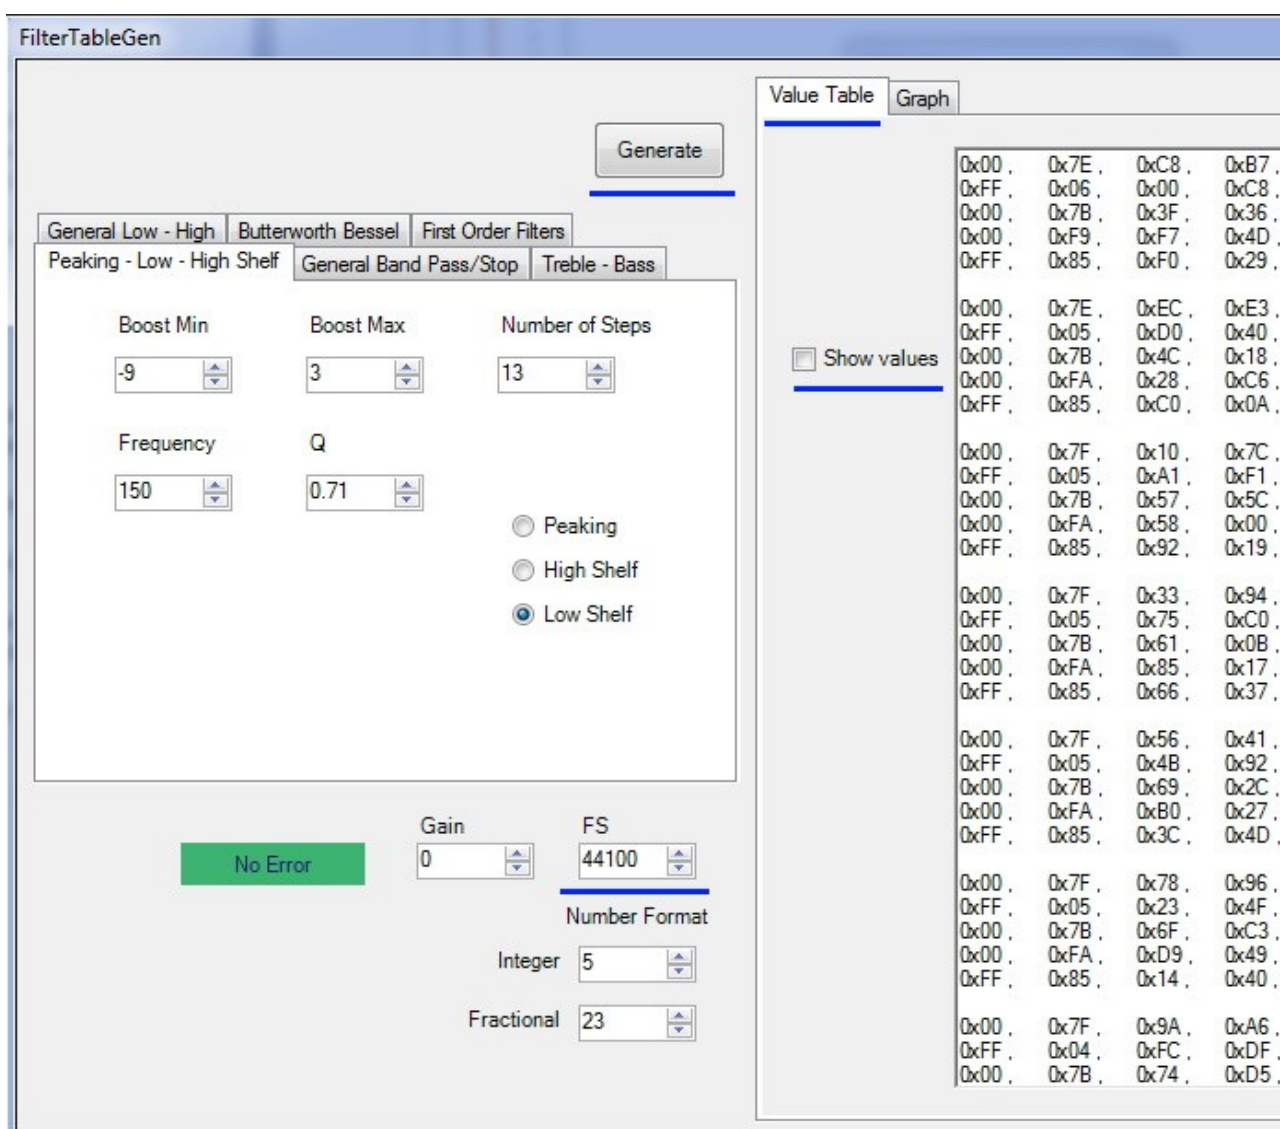 FilterTableGen
Value Table
Graph
Generate
General Low - High
Butterworth Bessel
First Order Filters
Peaking - Low - High Shelf
General Band Pass/Stop
Treble - Bass
Boost Min
Boost Max
Number of Steps
-9
3
13
Frequency
Q
150
0.71
Peaking
High Shelf
Low Shelf
No Error
Gain
FS
0
44100
Number Format
Integer
5
Fractional
23
Show values
0x00 , 0x7E , 0xC8 , 0xB7 ,
0xFF , 0x06 , 0x00 , 0xC8 ,
0x00 , 0x7B , 0x3F , 0x36 ,
0x00 , 0xF9 , 0xF7 , 0x4D ,
0xFF , 0x85 , 0xF0 , 0x29 ,
0x00 , 0x7E , 0xEC , 0xE3 ,
0xFF , 0x05 , 0xD0 , 0x40 ,
0x00 , 0x7B , 0x4C , 0x18 ,
0x00 , 0xFA , 0x28 , 0xC6 ,
0xFF , 0x85 , 0xC0 , 0x0A ,
0x00 , 0x7F , 0x10 , 0x7C ,
0xFF , 0x05 , 0xA1 , 0xF1 ,
0x00 , 0x7B , 0x57 , 0x5C ,
0x00 , 0xFA , 0x58 , 0x00 ,
0xFF , 0x85 , 0x92 , 0x19 ,
0x00 , 0x7F , 0x33 , 0x94 ,
0xFF , 0x05 , 0x75 , 0xC0 ,
0x00 , 0x7B , 0x61 , 0x0B ,
0x00 , 0xFA , 0x85 , 0x17 ,
0xFF , 0x85 , 0x66 , 0x37 ,
0x00 , 0x7F , 0x56 , 0x41 ,
0xFF , 0x05 , 0x4B , 0x92 ,
0x00 , 0x7B , 0x69 , 0x2C ,
0x00 , 0xFA , 0xB0 , 0x27 ,
0xFF , 0x85 , 0x3C , 0x4D ,
0x00 , 0x7F , 0x78 , 0x96 ,
0xFF , 0x05 , 0x23 , 0x4F ,
0x00 , 0x7B , 0x6F , 0xC3 ,
0x00 , 0xFA , 0xD9 , 0x49 ,
0xFF , 0x85 , 0x14 , 0x40 ,
0x00 , 0x7F , 0x9A , 0xA6 ,
0xFF , 0x04 , 0xFC , 0xDF ,
0x00 , 0x7B , 0x74 , 0xD5 ,